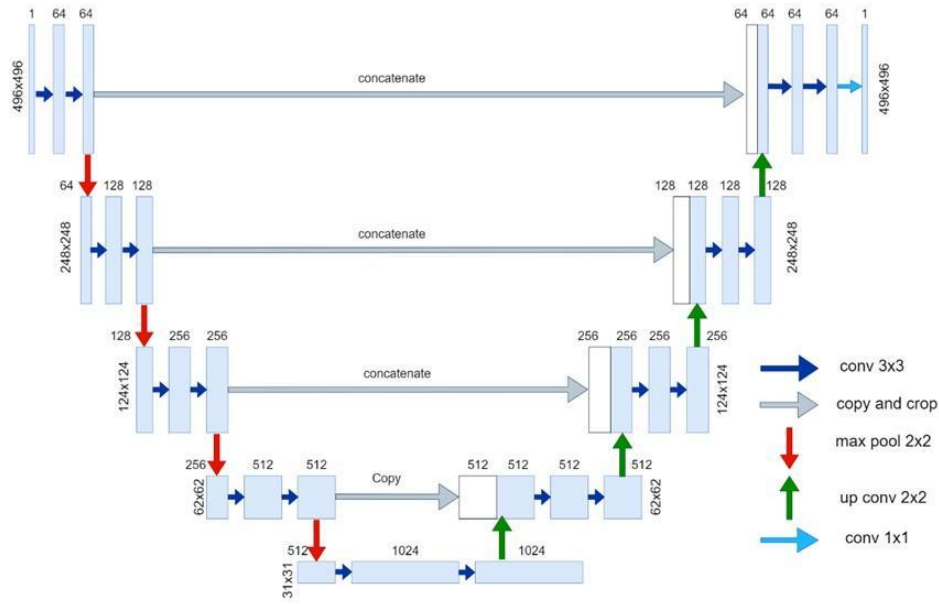 1 64 64
64 64 64 64 1
496x496
concatenate
496x496
64 128 128
128 128 128 128
248x248
concatenate
248x248
128 256 256
256 256 256 256
124x124
concatenate
124x124
conv 3x3
copy and crop
max pool 2x2
up conv 2x2
conv 1x1
256 512 512
Copy
512 512 512 512
62x62
62x62
512 1024 1024
31x31